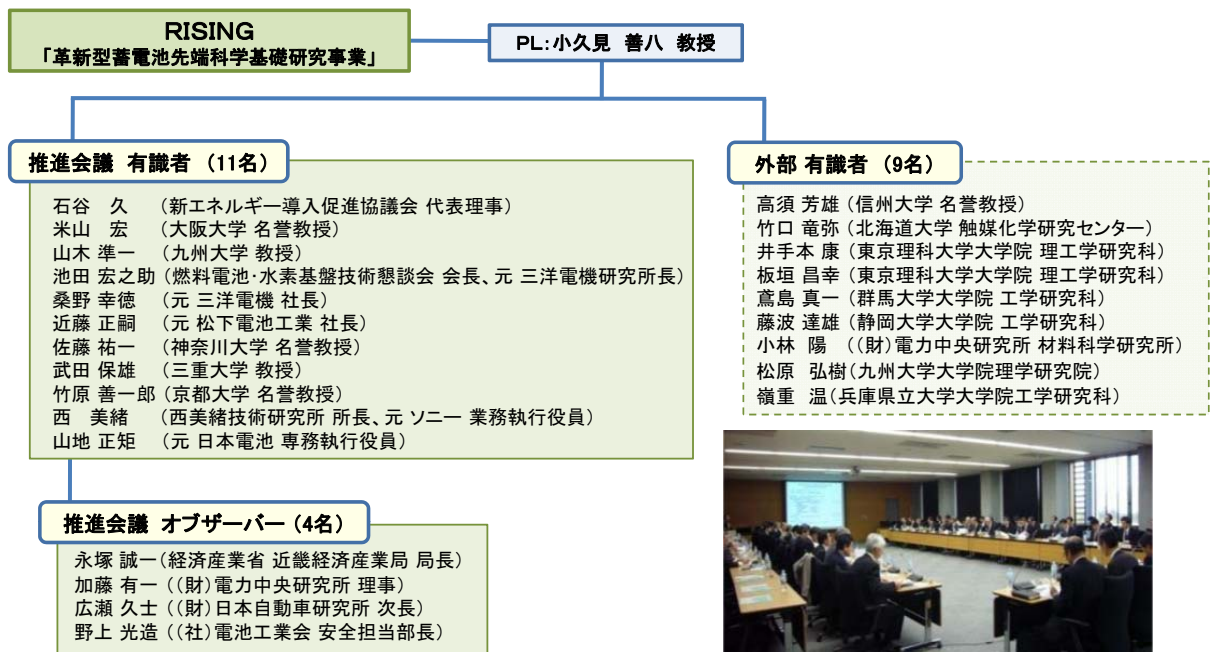 RISING
「革新型蓄電池先端科学基礎研究事業」
PL:小久見 善八 教授
推進会議 有識者 (11名)
石谷 久 (新エネルギー導入促進協議会 代表理事)
米山 宏 (大阪大学 名誉教授)
山木 準一 (九州大学 教授)
池田 宏之助 (燃料電池・水素基盤技術懇談会 会長、元 三洋電機研究所長)
桑野 幸徳 (元 三洋電機 社長)
近藤 正嗣 (元 松下電池工業 社長)
佐藤 祐一 (神奈川大学 名誉教授)
武田 保雄 (三重大学 教授)
竹原 善一郎 (京都大学 名誉教授)
西 美緒 (西美緒技術研究所 所長、元 ソニー 業務執行役員)
山地 正矩 (元 日本電池 専務執行役員)
推進会議 オブザーバー (4名)
永塚 誠一(経済産業省 近畿経済産業局 局長)
加藤 有一 ((財)電力中央研究所 理事)
広瀬 久士 ((財)日本自動車研究所 次長)
野上 光造 ((社)電池工業会 安全担当部長)
外部 有識者 (9名)
高須 芳雄 (信州大学 名誉教授)
竹口 竜弥 (北海道大学 触媒化学研究センター)
井手本 康 (東京理科大学大学院 理工学研究科)
板垣 昌幸 (東京理科大学大学院 理工学研究科)
鳶島 真一 (群馬大学大学院 工学研究科)
藤波 達雄 (静岡大学大学院 工学研究科)
小林 陽 ((財)電力中央研究所 材料科学研究所)
松原 弘樹(九州大学大学院理学研究院)
嶺重 温(兵庫県立大学大学院工学研究科)